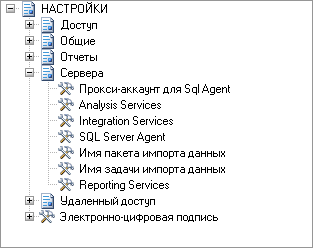 НАСТРОЙКИ
Доступ
Общие
Отчеты
Сервера
Прокси-аккаунт для Sql Agent
Analysis Services
Integration Services
SQL Server Agent
Имя пакета импорта данных
Имя задачи импорта данных
Reporting Services
Удаленный доступ
Электронно-цифровая подпись